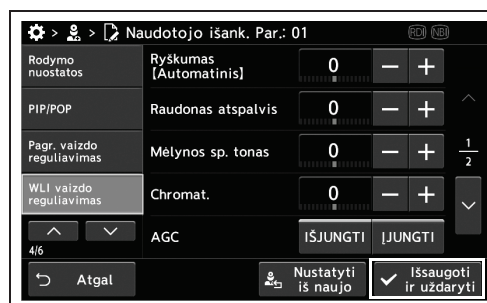 > > Naudotojo išank. Par.: 01 RDI NBI
Rodymo
nuostatos
Ryškumas
[Automatinis]
0
PIP/POP
Raudonas atspalvis
0
Pagr. vaizdo
reguliavimas
Mėlynos sp. tonas
0
1
2
WLI vaizdo
reguliavimas
Chromat.
0
4/6
AGC
IŠJUNGTI
ĮJUNGTI
Atgal
Nustatyti
iš naujo
Išsaugoti
ir uždaryti